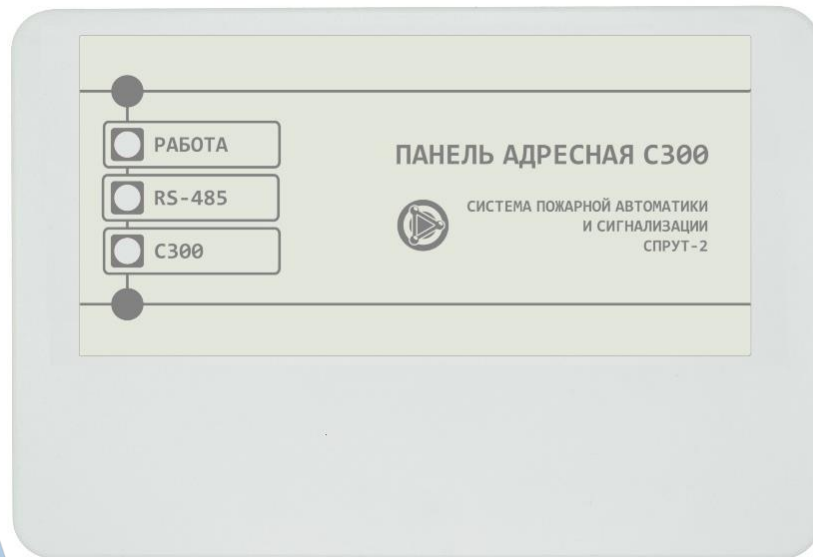 РАБОТА
RS-485
С300
ПАНЕЛЬ АДРЕСНАЯ С300
СИСТЕМА ПОЖАРНОЙ АВТОМАТИКИ
И СИГНАЛИЗАЦИИ
СПРУТ-2